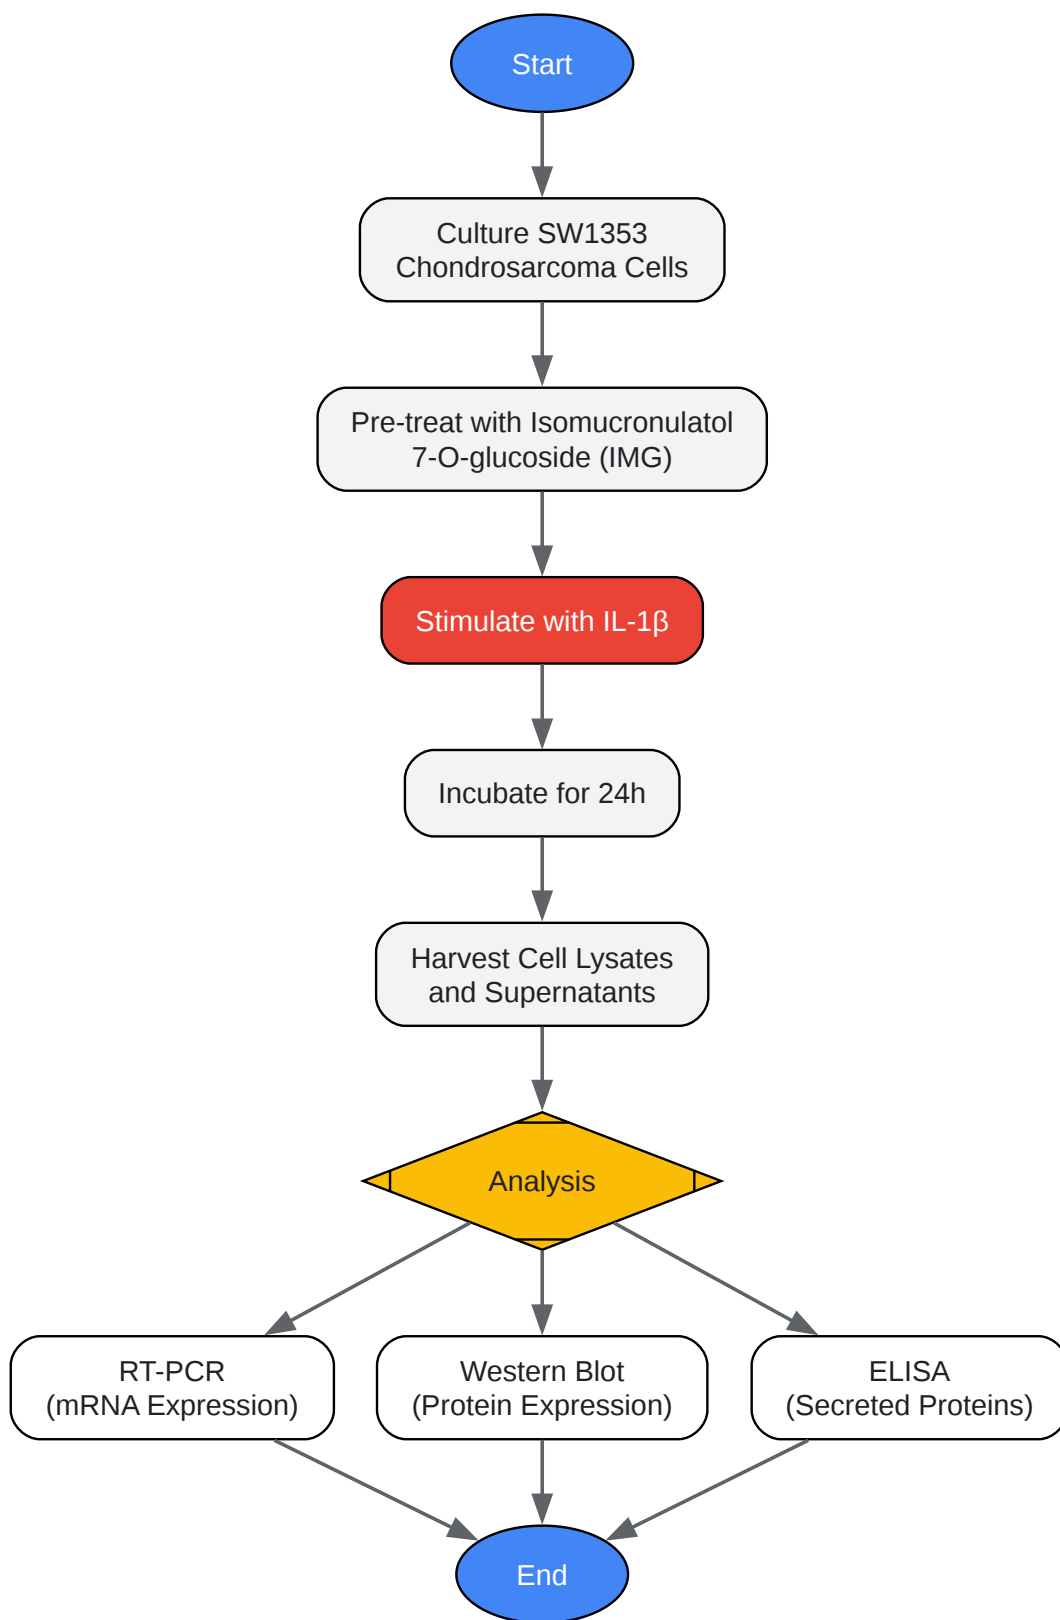 Start
Culture SW1353
Chondrosarcoma Cells
Pre-treat with Isomucronulatol
7-O-glucoside (IMG)
Stimulate with IL-1β
Incubate for 24h
Harvest Cell Lysates
and Supernatants
Analysis
RT-PCR
(mRNA Expression)
Western Blot
(Protein Expression)
ELISA
(Secreted Proteins)
End